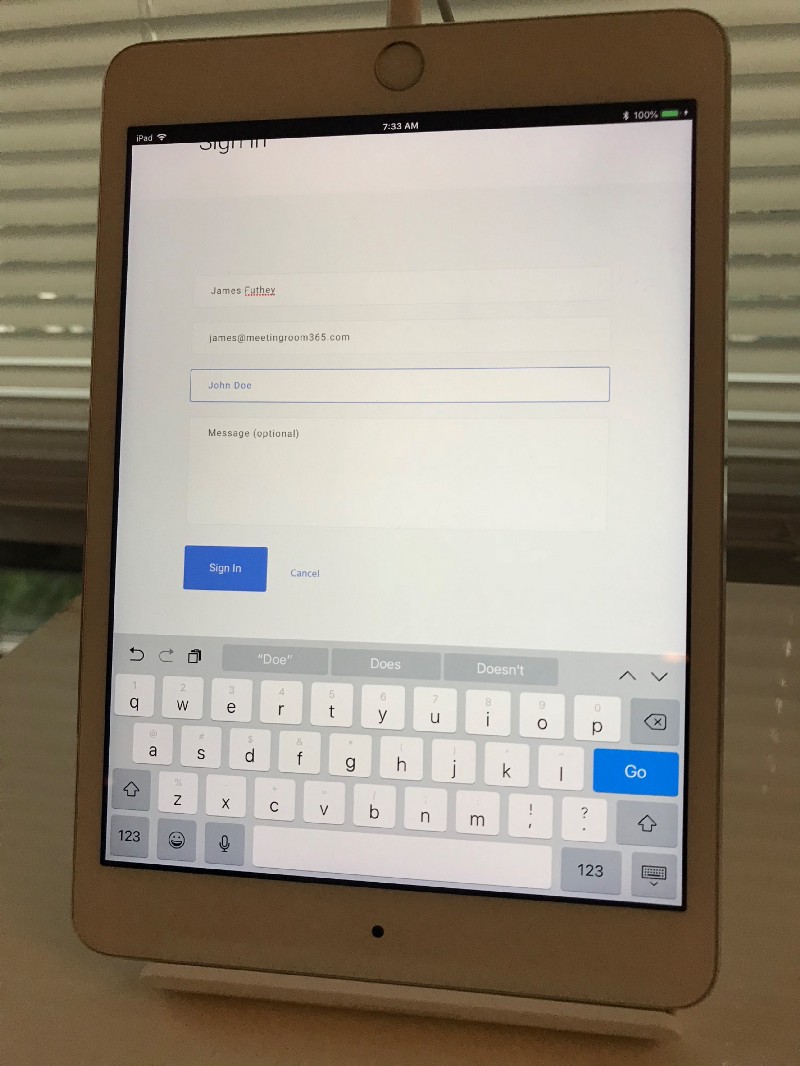 iPad 7:33 AM 100%
Sign In
James Futhey
james@meetingroom365.com
John Doe
Message (optional)
Sign In Cancel
“Doe” Does Doesn't
1 2 3 4 5 6 7 8 9 0
q w e r t y u i o p
@ # $ & * ( )
a s d f g h j k l Go
% - + = / ; :
z x c v b n m ! , ? .
123 123